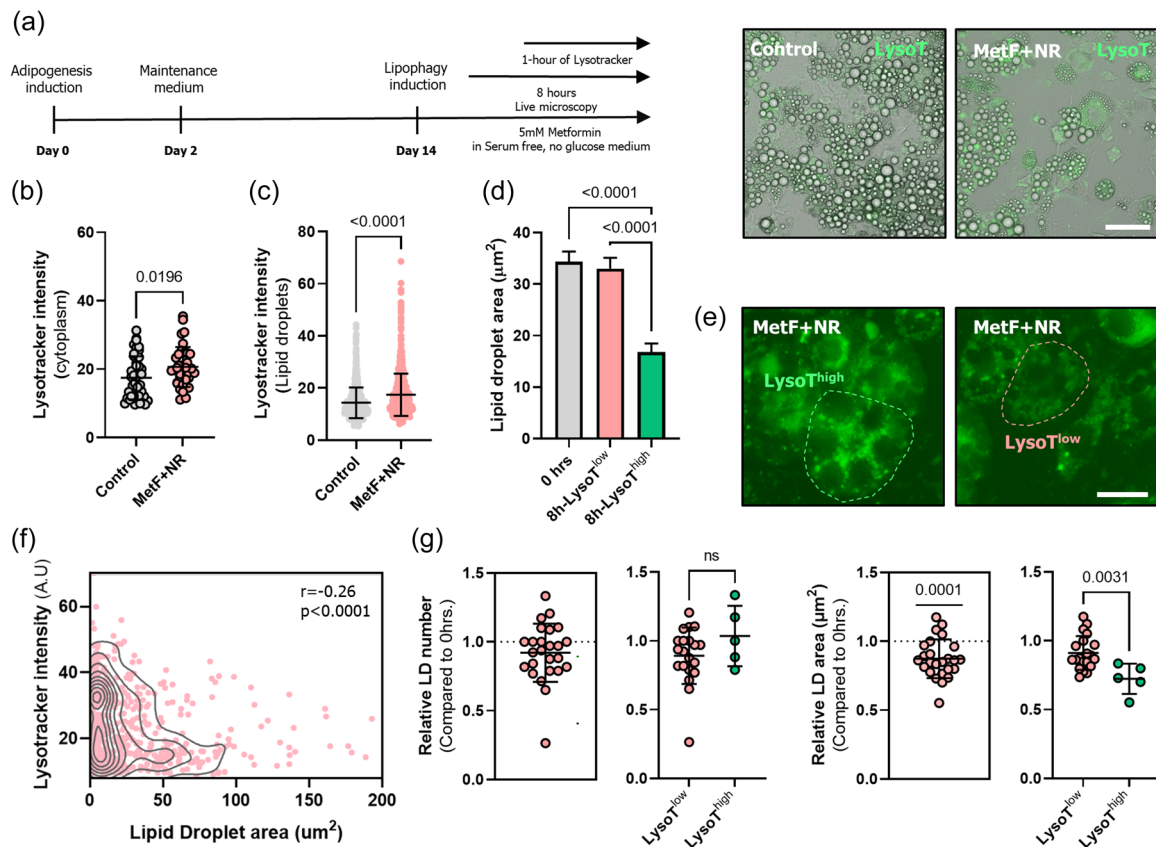 (a)
Adipogenesis
induction
Maintenance
medium
Lipophagy
induction
1-hour of Lysotracker
8 hours
Live microscopy
5mM Metformin
in Serum free, no glucose medium
Day 0
Day 2
Day 14
Control
LysoT
MetF+NR
LysoT
(b)
Lysotracker intensity
(cytoplasm)
60
40
20
0
0.0196
Control
MetF+NR
(c)
Lyostracker intensity
(Lipid droplets)
80
60
40
20
0
<0.0001
Control
MetF+NR
(d)
Lipid droplet area (μm²)
40
30
20
10
0
<0.0001
<0.0001
0 hrs
8h-LysoT^low
8h-LysoT^high
(e)
MetF+NR
LysoT^high
MetF+NR
LysoT^low
(f)
Lysotracker intensity (A.U)
80
60
40
20
r=-0.26
p<0.0001
0
50
100
150
200
Lipid Droplet area (um²)
(g)
Relative LD number
(Compared to 0hrs.)
1.5
1.0
0.5
0.0
1.5
1.0
0.5
0.0
ns
LysoT^low
LysoT^high
Relative LD area (μm²)
(Compared to 0hrs.)
1.5
1.0
0.5
0.0
0.0001
1.5
1.0
0.5
0.0
0.0031
LysoT^low
LysoT^high